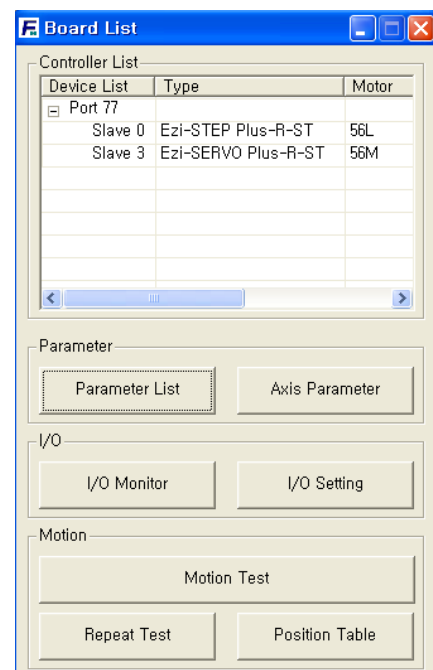 Board List
Controller List
Device List Type Motor
Port 77
Slave 0 Ezi-STEP Plus-R-ST 56L
Slave 3 Ezi-SERVO Plus-R-ST 56M
Parameter
Parameter List Axis Parameter
I/O
I/O Monitor I/O Setting
Motion
Motion Test
Repeat Test Position Table